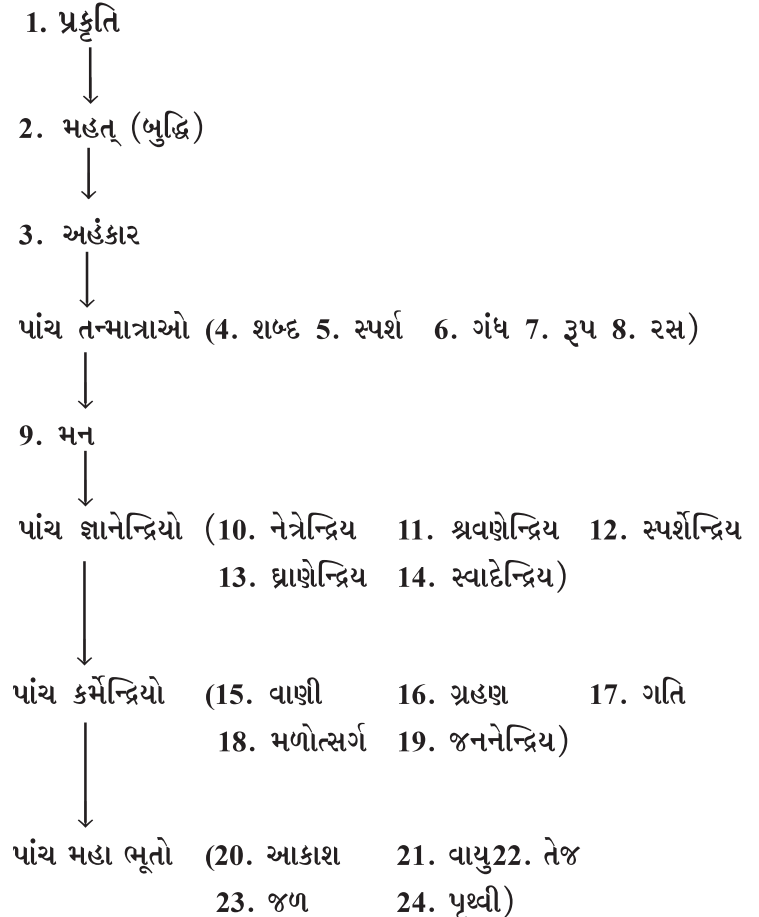 1. પ્રકૃતિ
2. મહત્ (બુદ્ધિ)
3. અહંકાર
પાંચ તન્માત્રાઓ (4. શબ્દ 5. સ્પર્શ 6. ગંધ 7. રૂપ 8. રસ)
9. મન
પાંચ જ્ઞાનેન્દ્રિયો (10. નેત્રેન્દ્રિય 11. શ્રવણેન્દ્રિય 12. સ્પર્શેન્દ્રિય
13. ઘ્રાણેન્દ્રિય 14. સ્વાદેન્દ્રિય)
પાંચ કર્મેન્દ્રિયો (15. વાણી 16. ગ્રહણ 17. ગતિ
18. મળોત્સર્ગ 19. જનનેન્દ્રિય)
પાંચ મહા ભૂતો (20. આકાશ 21. વાયુ22. તેજ
23. જળ 24. પૃથ્વી)